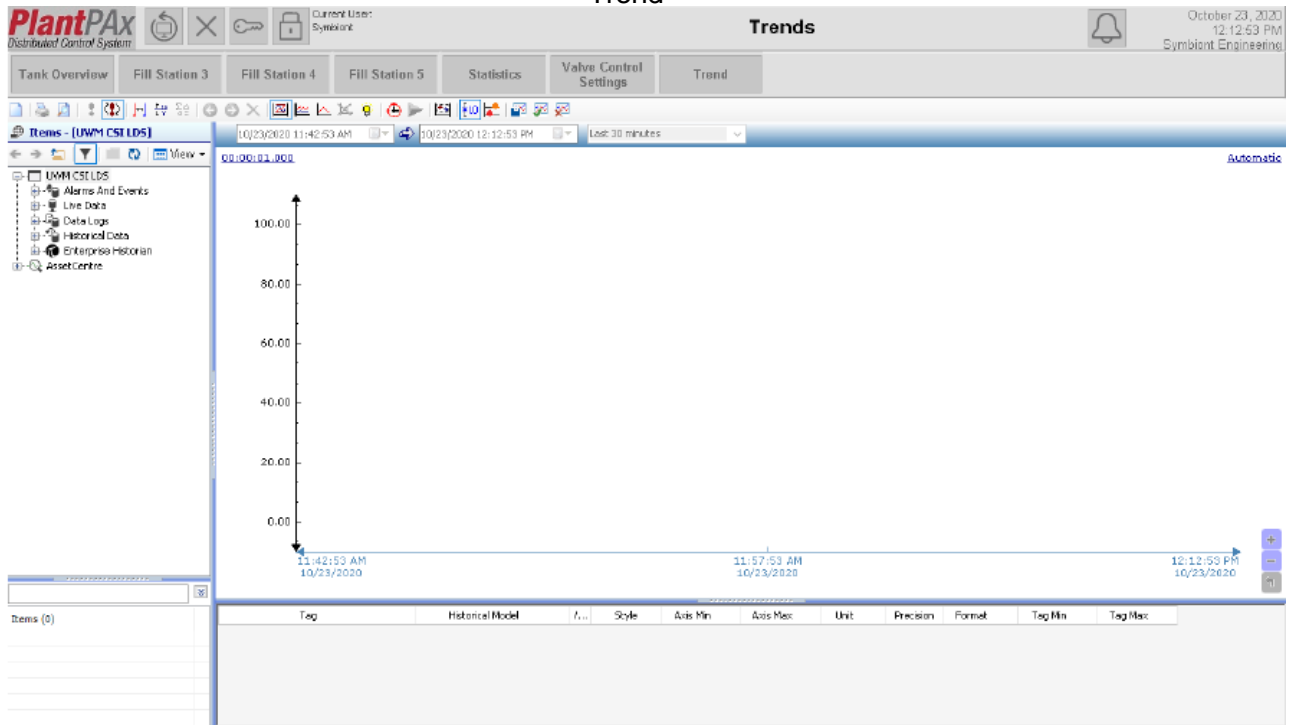 Trend
PlantPAx
Distributed Control System
Current User:
Symbiont
Trends
October 23, 2020
12:12:53 PM
Symbiont Engineering
Tank Overview
Fill Station 3
Fill Station 4
Fill Station 5
Statistics
Valve Control
Settings
Trend
Items - [UWM CSI LDS]
10/23/2020 11:42:53 AM
10/23/2020 12:12:53 PM
Last 30 minutes
View
00:00:01.000
Automatic
UWM CSI LDS
Alarms And Events
Live Data
Data Logs
Historical Data
Enterprise Historian
AssetCentre
100.00
80.00
60.00
40.00
20.00
0.00
11:42:53 AM
10/23/2020
11:57:53 AM
10/23/2020
12:12:53 PM
10/23/2020
Items (0)
Tag
Historical Model
/...
Style
Axis Min
Axis Max
Unit
Precision
Format
Tag Min
Tag Max